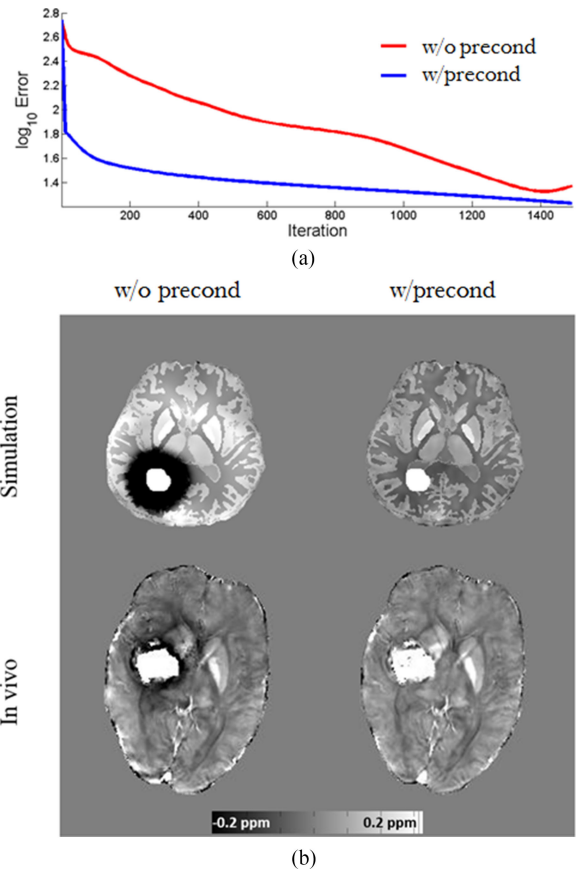 2.8
2.6
2.4
2.2
2
1.8
1.6
1.4
log10 Error
w/o precond
w/precond
200 400 600 800 1000 1200 1400
Iteration
(a)
w/o precond w/precond
Simulation
In vivo
-0.2 ppm 0.2 ppm
(b)